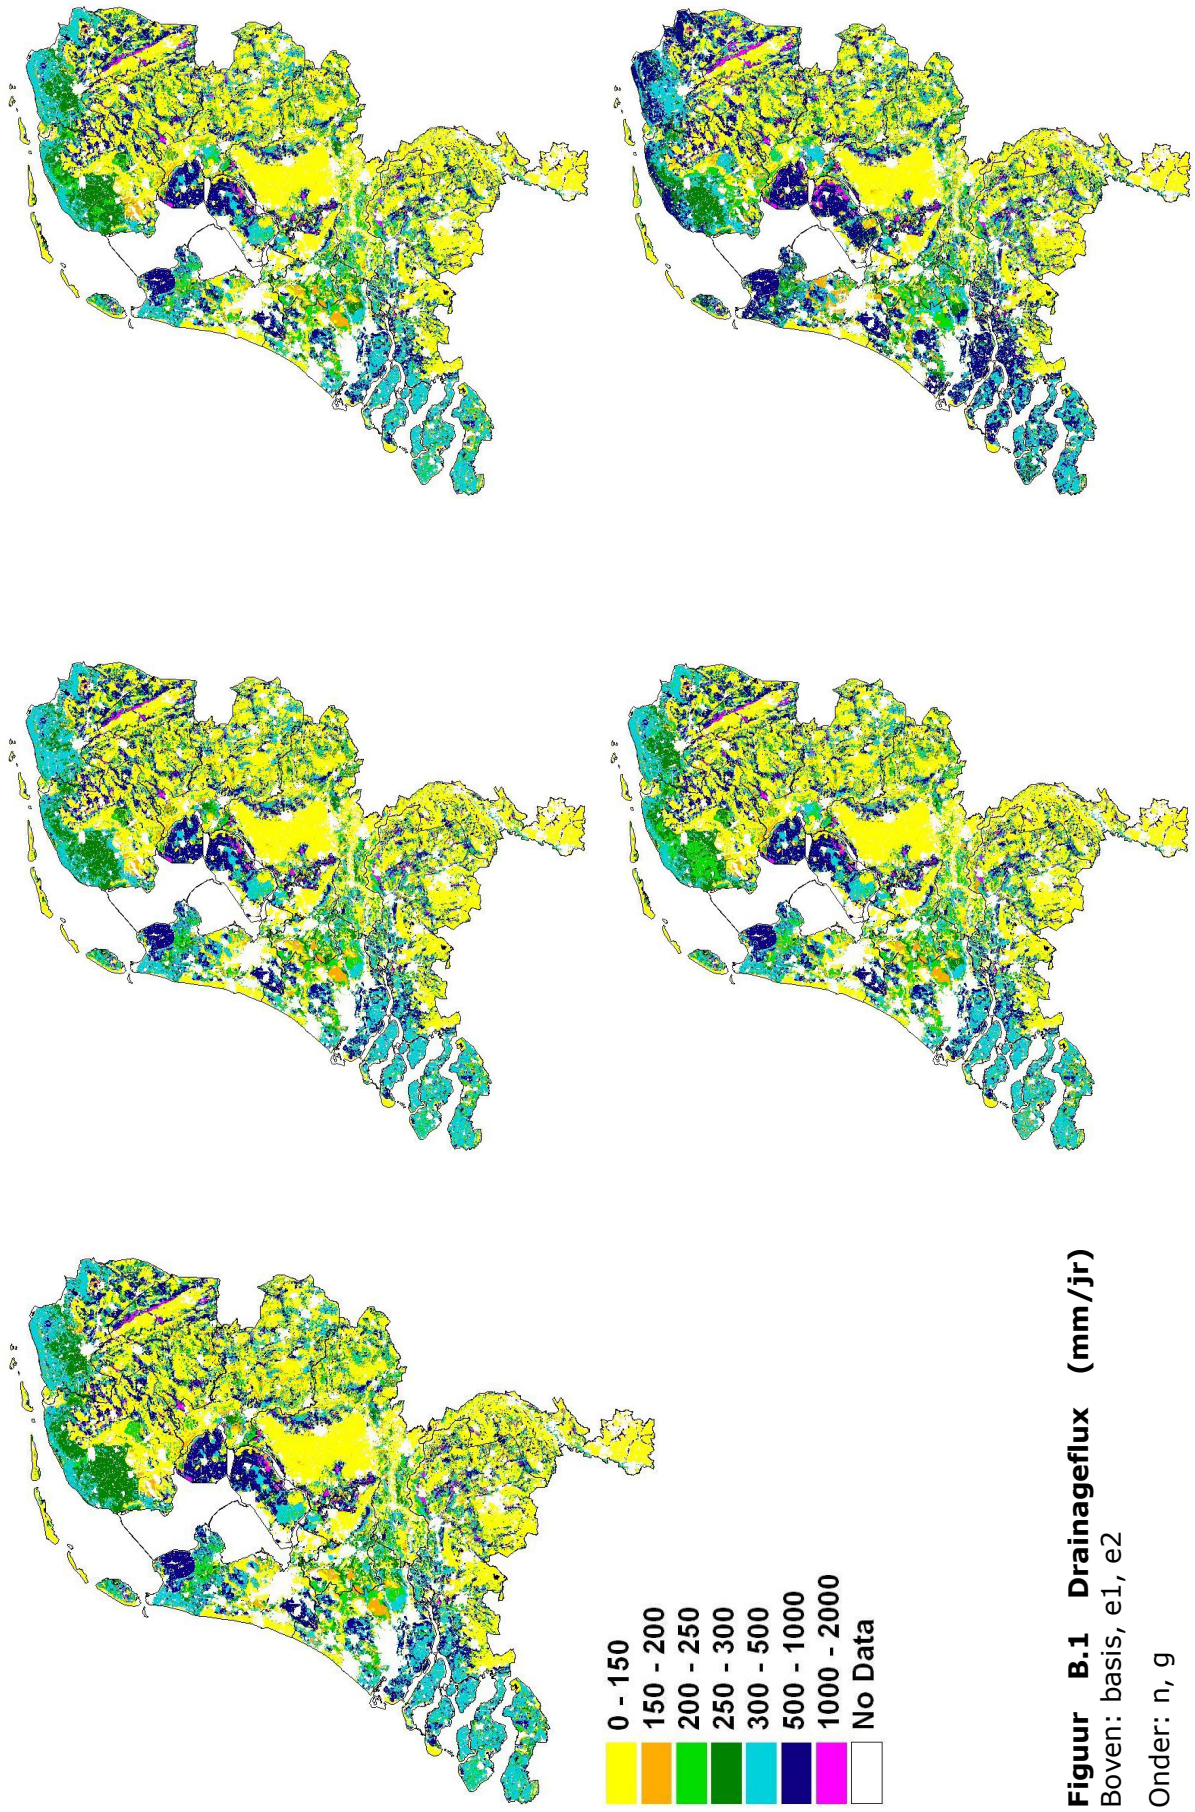 0 - 150
150 - 200
200 - 250
250 - 300
300 - 500
500 - 1000
1000 - 2000
No Data
Figuur B.1 Drainageflux (mm/jr)
Boven: basis, e1, e2
Onder: n, g